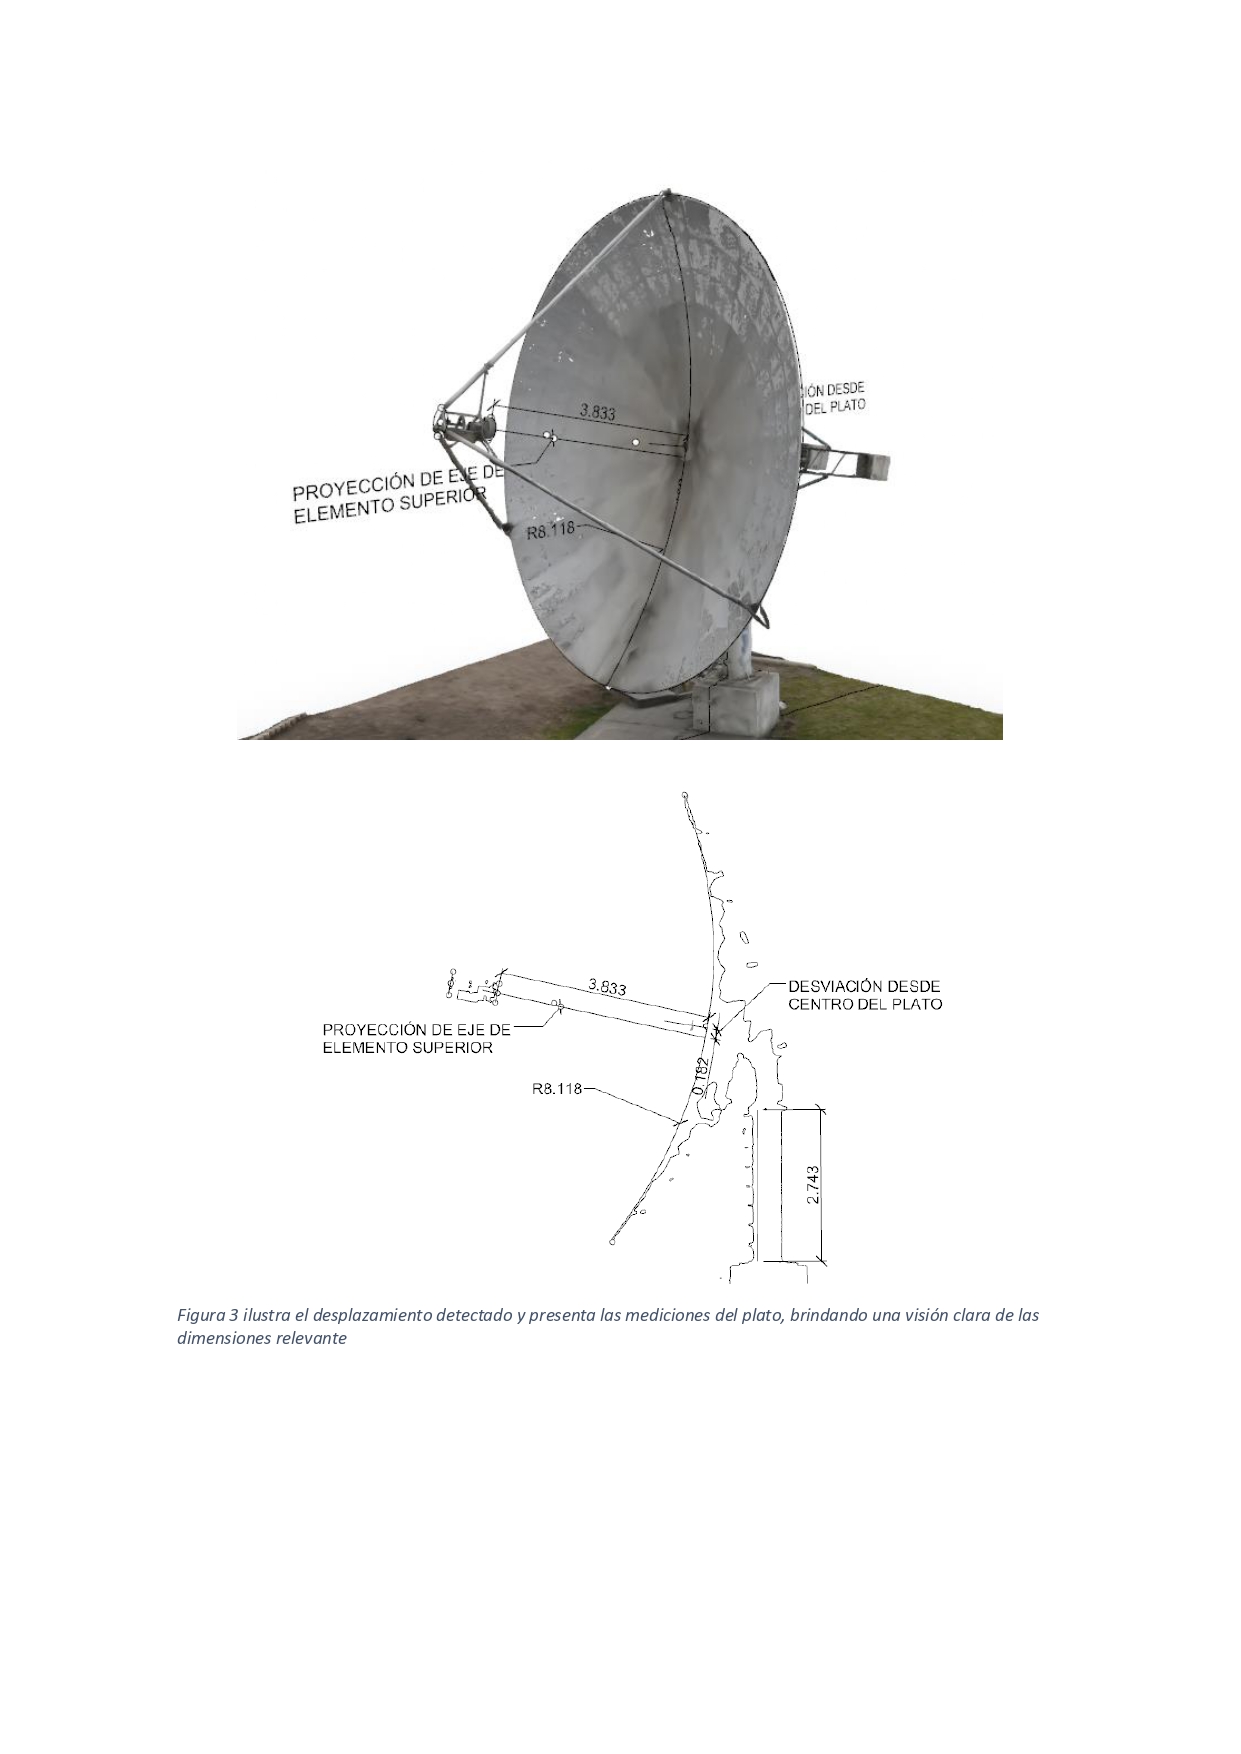 IÓN DESDE
DEL PLATO
3.833
PROYECCIÓN DE EJE DE
ELEMENTO SUPERIOR
R8.118
3.833
DESVIACIÓN DESDE
CENTRO DEL PLATO
PROYECCIÓN DE EJE DE
ELEMENTO SUPERIOR
0.182
R8.118
2.743
Figura 3 ilustra el desplazamiento detectado y presenta las mediciones del plato, brindando una visión clara de las
dimensiones relevante